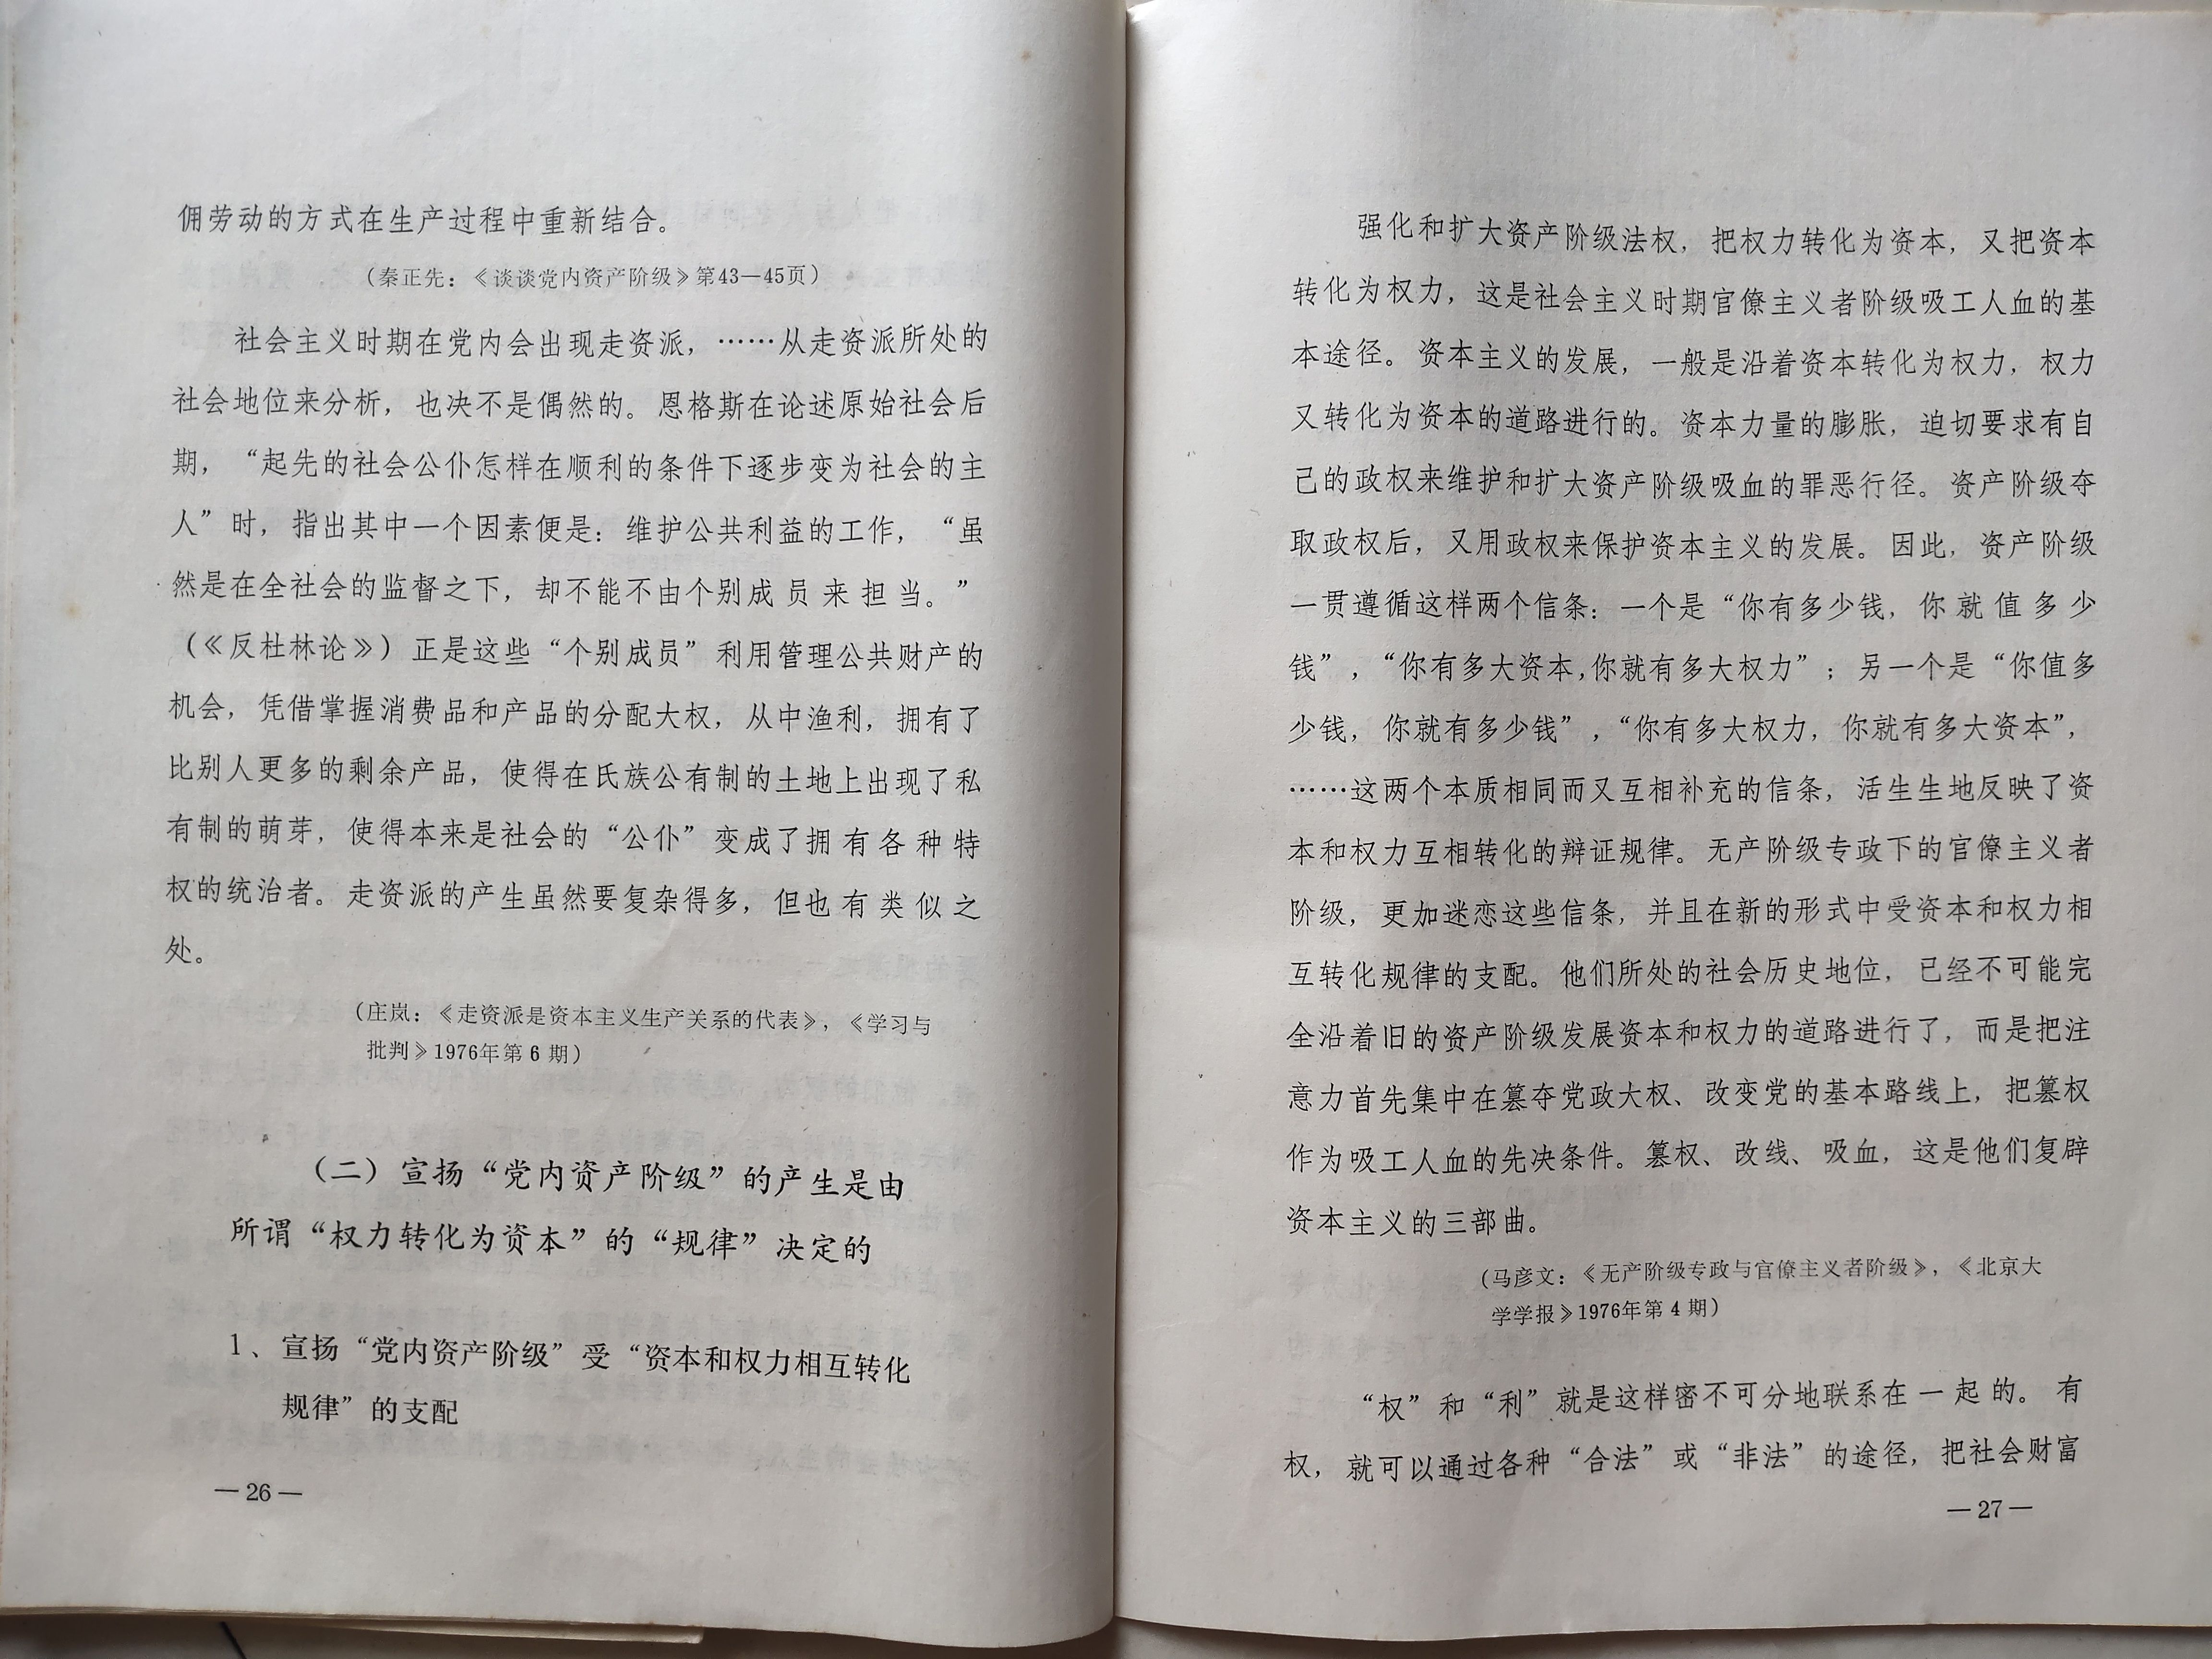 佣劳动的方式在生产过程中重新结合。
（秦正先：《谈谈党内资产阶级》第43—45页）
社会主义时期在党内会出现走资派，……从走资派所处的
社会地位来分析，也决不是偶然的。恩格斯在论述原始社会后
期，“起先的社会公仆怎样在顺利的条件下逐步变为社会的主
人”时，指出其中一个因素便是：维护公共利益的工作，“虽
然是在全社会的监督之下，却不能不由个别成员来担当。”
（《反杜林论》）正是这些“个别成员”利用管理公共财产的
机会，凭借掌握消费品和产品的分配大权，从中渔利，拥有了
比别人更多的剩余产品，使得在氏族公有制的土地上出现了私
有制的萌芽，使得本来是社会的“公仆”变成了拥有各种特
权的统治者。走资派的产生虽然要复杂得多，但也有类似之
处。
（庄岚：《走资派是资本主义生产关系的代表》，《学习与
批判》1976年第6期）
（二）宣扬“党内资产阶级”的产生是由
所谓“权力转化为资本”的“规律”决定的
1、宣扬“党内资产阶级”受“资本和权力相互转化
规律”的支配
—26—
强化和扩大资产阶级法权，把权力转化为资本，又把资本
转化为权力，这是社会主义时期官僚主义者阶级吸工人血的基
本途径。资本主义的发展，一般是沿着资本转化为权力，权力
又转化为资本的道路进行的。资本力量的膨胀，迫切要求有自
己的政权来维护和扩大资产阶级吸血的罪恶行径。资产阶级夺
取政权后，又用政权来保护资本主义的发展。因此，资产阶级
一贯遵循这样两个信条：一个是“你有多少钱，你就值多少
钱”，“你有多大资本，你就有多大权力”；另一个是“你值多
少钱，你就有多少钱”，“你有多大权力，你就有多大资本”，
……这两个本质相同而又互相补充的信条，活生生地反映了资
本和权力互相转化的辩证规律。无产阶级专政下的官僚主义者
阶级，更加迷恋这些信条，并且在新的形式中受资本和权力相
互转化规律的支配。他们所处的社会历史地位，已经不可能完
全沿着旧的资产阶级发展资本和权力的道路进行了，而是把注
意力首先集中在篡夺党政大权、改变党的基本路线上，把篡权
作为吸工人血的先决条件。篡权、改线、吸血，这是他们复辟
资本主义的三部曲。
（马彦文：《无产阶级专政与官僚主义者阶级》，《北京大
学学报》1976年第4期）
“权”和“利”就是这样密不可分地联系在一起的。有
权，就可以通过各种“合法”或“非法”的途径，把社会财富
—27—